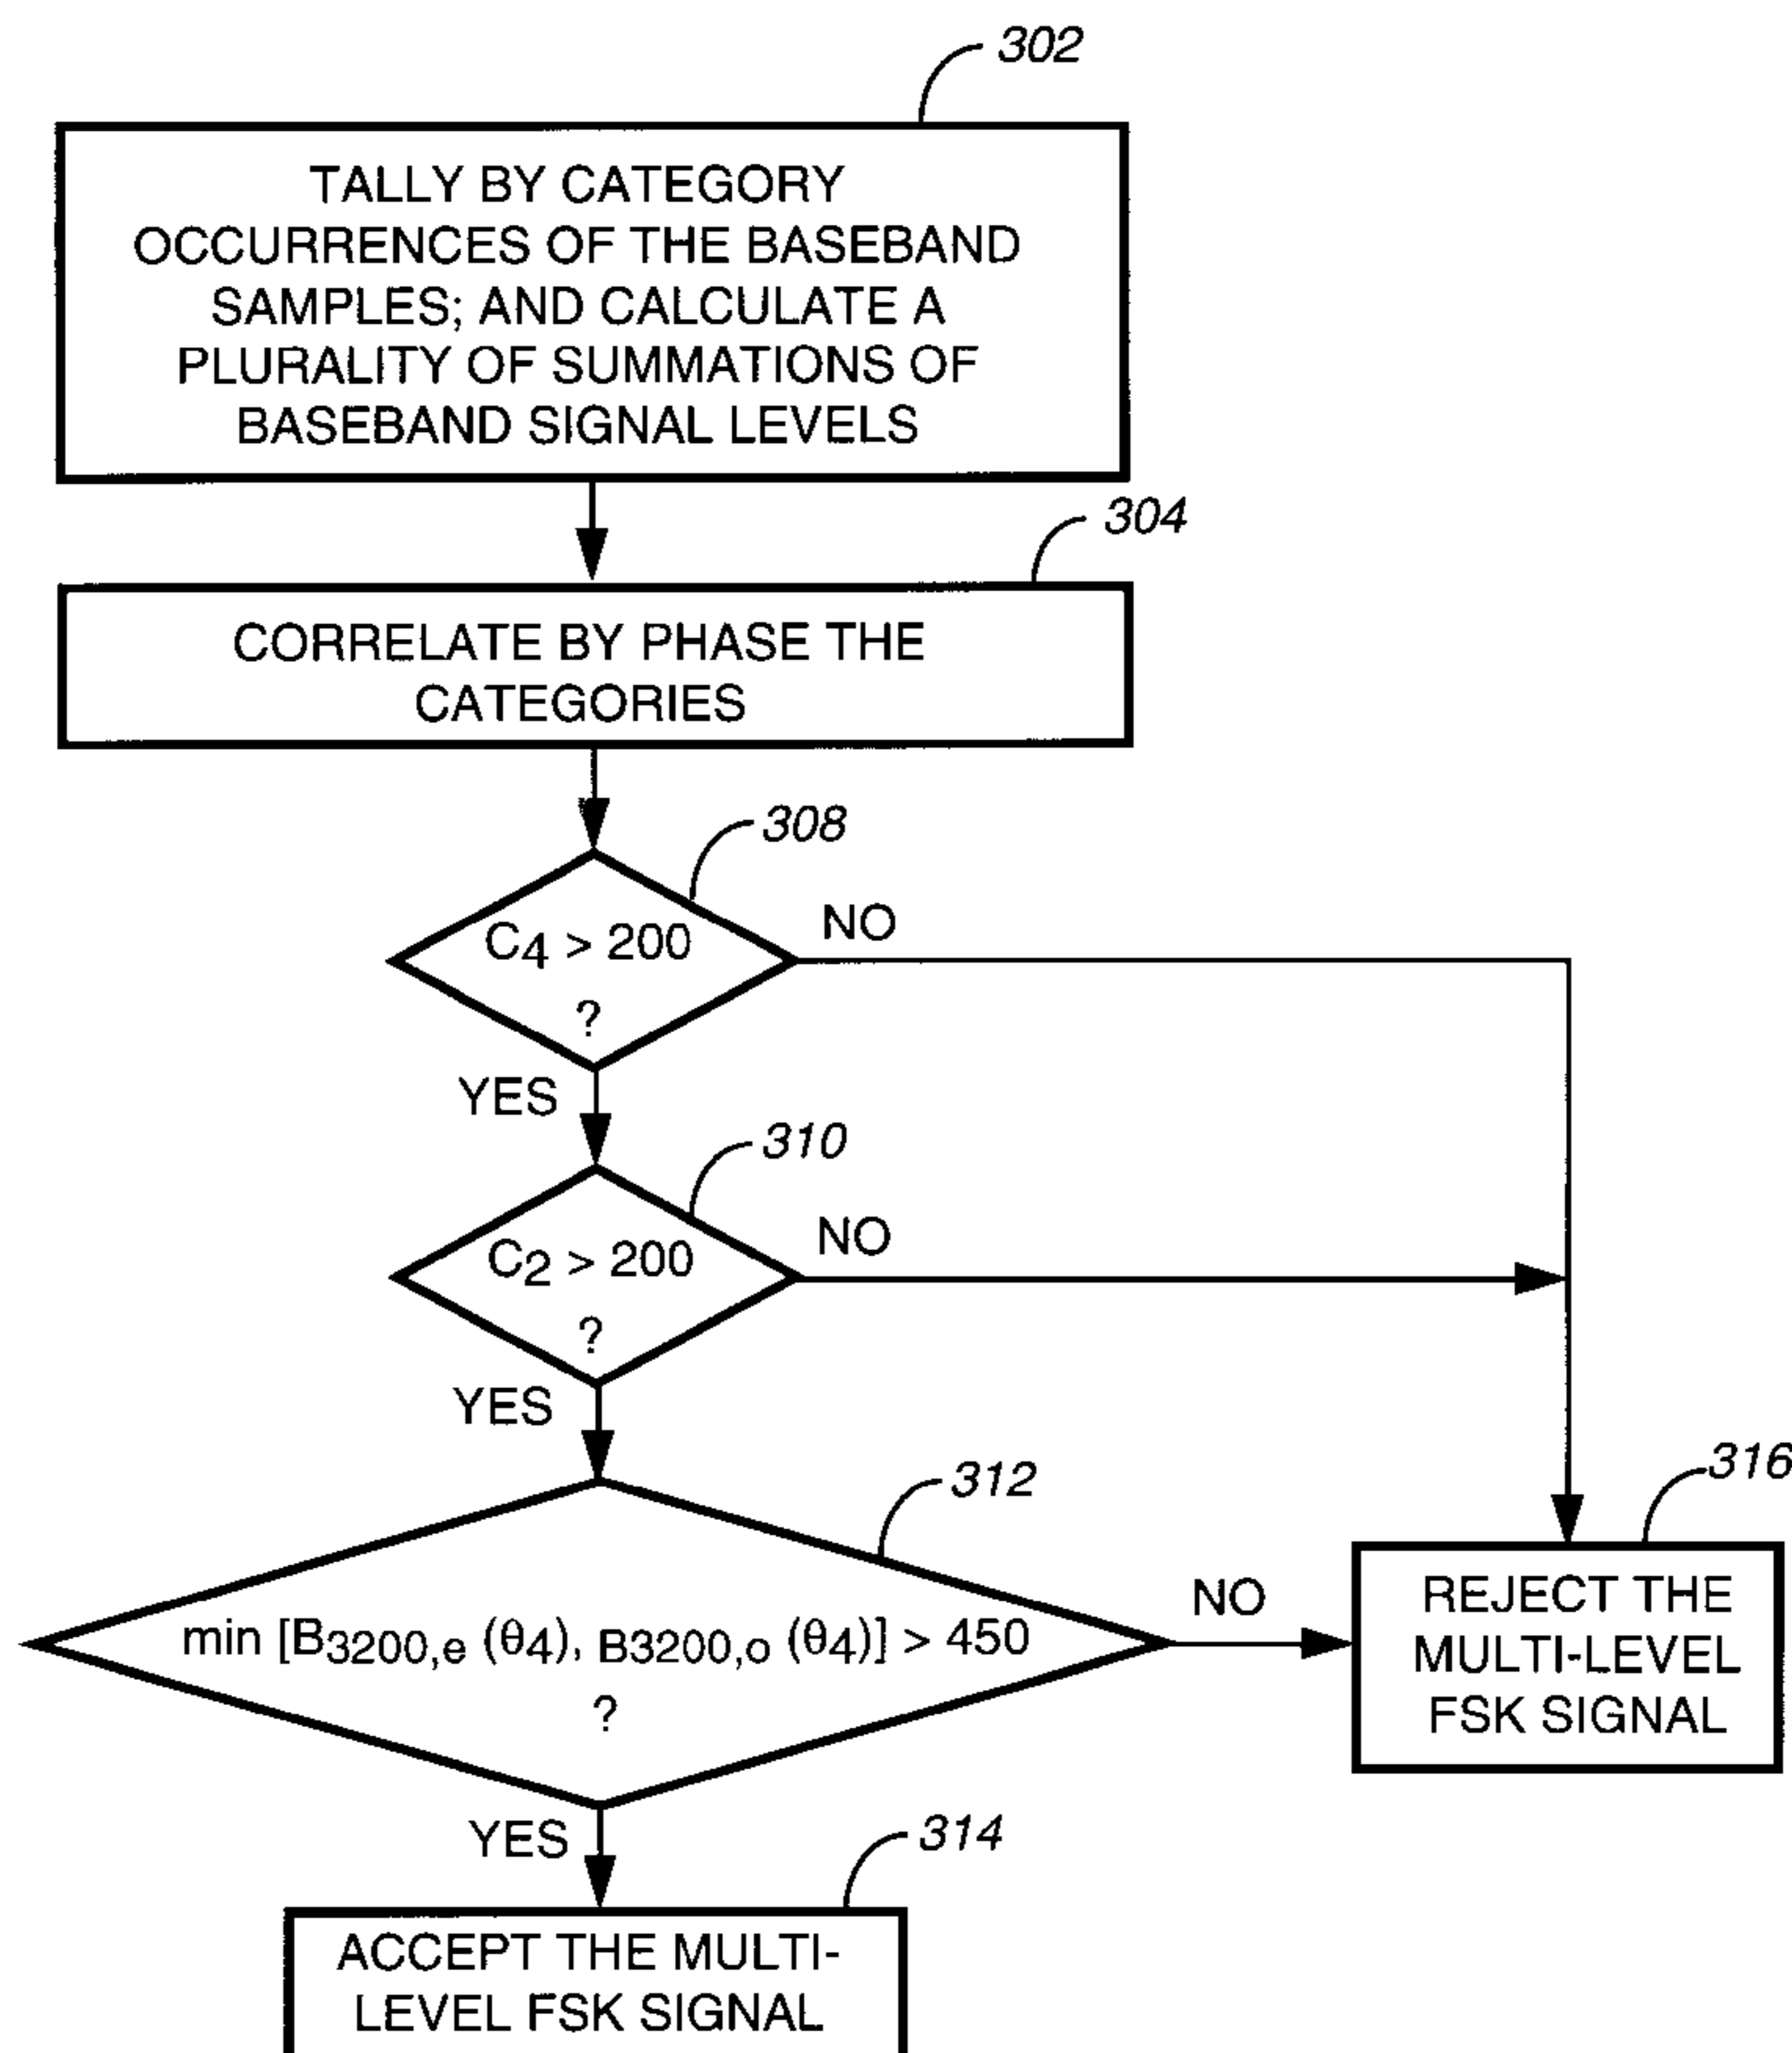 302
TALLY BY CATEGORY
OCCURRENCES OF THE BASEBAND
SAMPLES; AND CALCULATE A
PLURALITY OF SUMMATIONS OF
BASEBAND SIGNAL LEVELS
304
CORRELATE BY PHASE THE
CATEGORIES
308
C4 > 200
?
NO
YES
310
C2 > 200
?
NO
YES
312
min [B3200,e (θ4), B3200,o (θ4)] > 450
?
NO
316
REJECT THE
MULTI-LEVEL
FSK SIGNAL
YES
314
ACCEPT THE MULTI-
LEVEL FSK SIGNAL